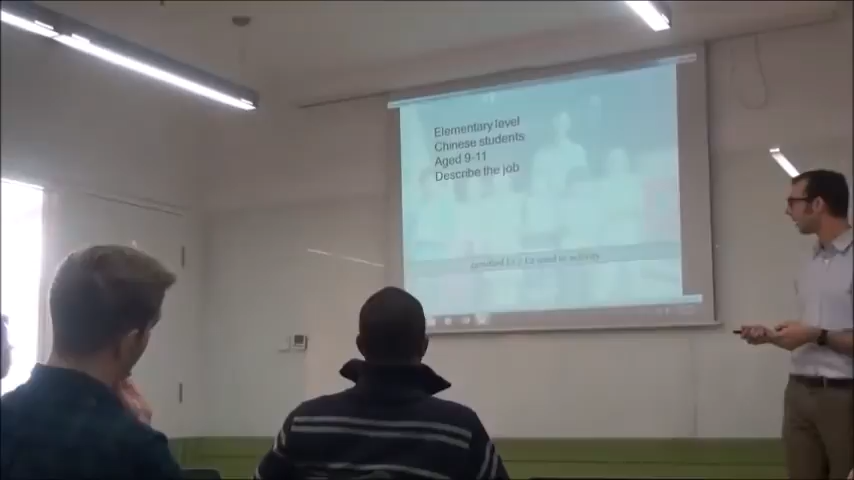 Elementary level
Chinese students
Aged 9-11
Describe the job